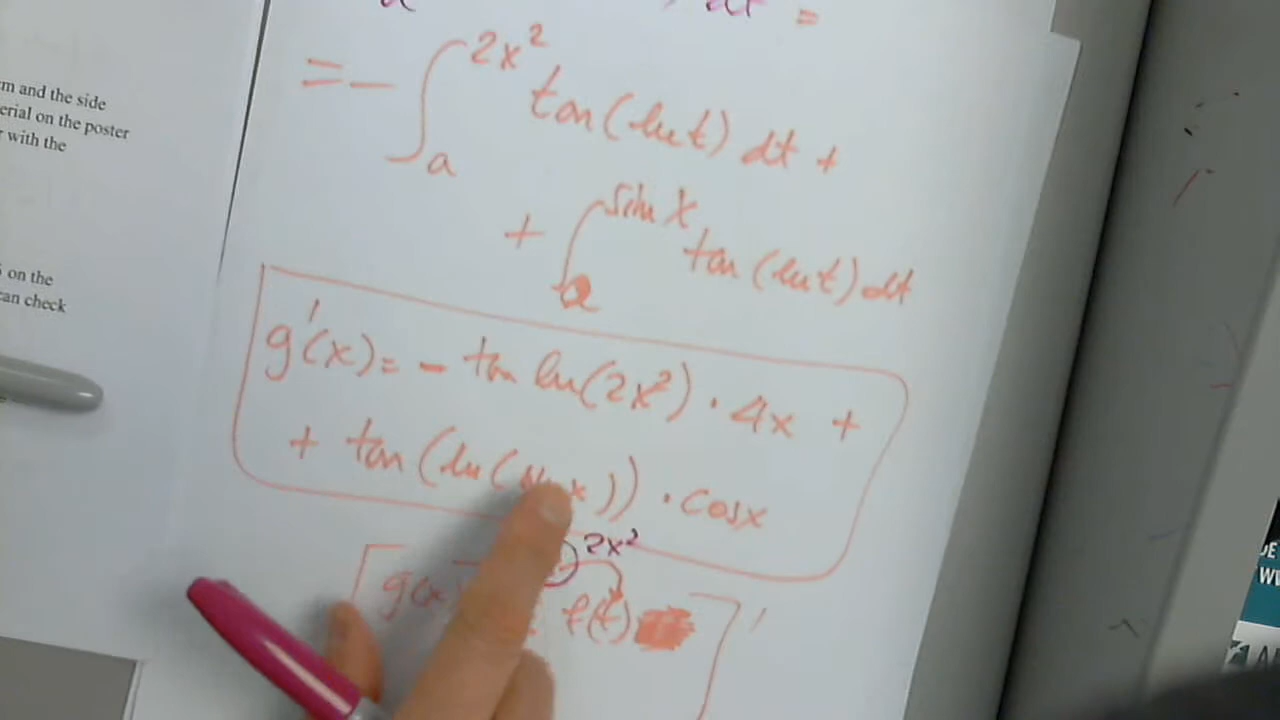 m and the side
erial on the poster
with the
s on the
can check
a dt =
= - ∫_a^{2x²} tan(ln t) dt +
+ ∫_a^{sin x} tan(ln t) dt
g'(x) = - tan ln(2x²) · 4x +
+ tan(ln(sin x)) · cos x
2x²
f(t)